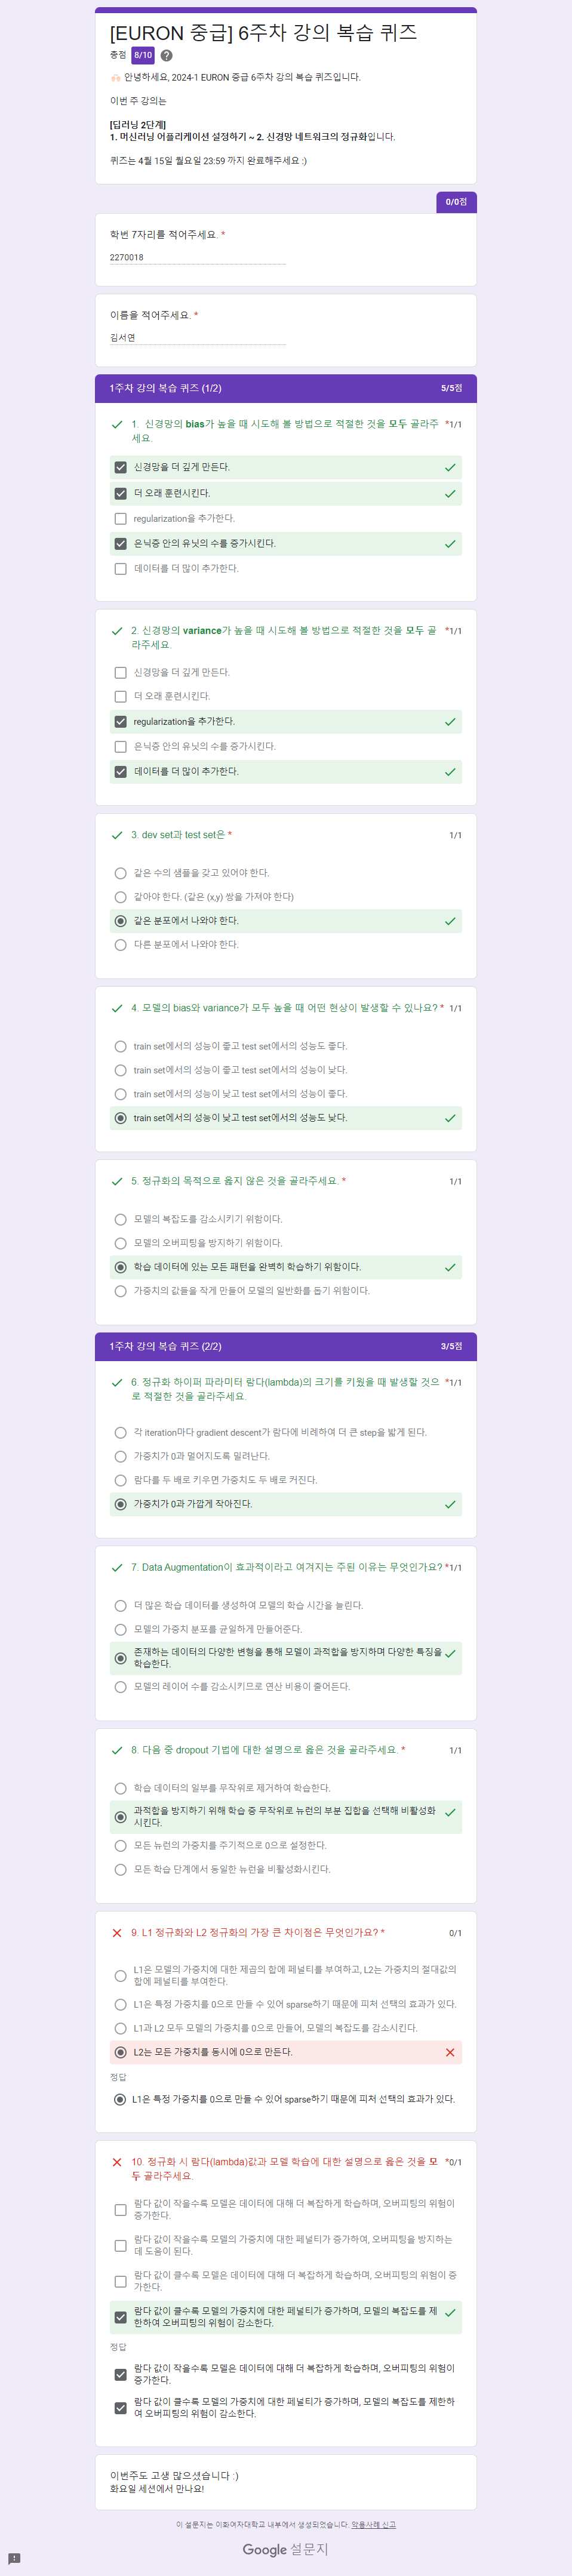 [EURON 중급] 6주차 강의 복습 퀴즈
총점 8/10
안녕하세요, 2024-1 EURON 중급 6주차 강의 복습 퀴즈입니다.
이번 주 강의는
[딥러닝 2단계]
1. 머신러닝 어플리케이션 설정하기 ~ 2. 신경망 네트워크의 정규화입니다.
퀴즈는 4월 15일 월요일 23:59 까지 완료해주세요 :)
0/0점
학번 7자리를 적어주세요. *
2270018
이름을 적어주세요. *
김서연
1주차 강의 복습 퀴즈 (1/2) 5/5점
1. 신경망의 bias가 높을 때 시도해 볼 방법으로 적절한 것을 모두 골라주 *1/1
세요.
신경망을 더 깊게 만든다.
더 오래 훈련시킨다.
regularization을 추가한다.
은닉층 안의 유닛의 수를 증가시킨다.
데이터를 더 많이 추가한다.
2. 신경망의 variance가 높을 때 시도해 볼 방법으로 적절한 것을 모두 골 *1/1
라주세요.
신경망을 더 깊게 만든다.
더 오래 훈련시킨다.
regularization을 추가한다.
은닉층 안의 유닛의 수를 증가시킨다.
데이터를 더 많이 추가한다.
3. dev set과 test set은 * 1/1
같은 수의 샘플을 갖고 있어야 한다.
같아야 한다. (같은 (x,y) 쌍을 가져야 한다)
같은 분포에서 나와야 한다.
다른 분포에서 나와야 한다.
4. 모델의 bias와 variance가 모두 높을 때 어떤 현상이 발생할 수 있나요? * 1/1
train set에서의 성능이 좋고 test set에서의 성능도 좋다.
train set에서의 성능이 좋고 test set에서의 성능이 낮다.
train set에서의 성능이 낮고 test set에서의 성능이 좋다.
train set에서의 성능이 낮고 test set에서의 성능도 낮다.
5. 정규화의 목적으로 옳지 않은 것을 골라주세요. * 1/1
모델의 복잡도를 감소시키기 위함이다.
모델의 오버피팅을 방지하기 위함이다.
학습 데이터에 있는 모든 패턴을 완벽히 학습하기 위함이다.
가중치의 값들을 작게 만들어 모델의 일반화를 돕기 위함이다.
1주차 강의 복습 퀴즈 (2/2) 3/5점
6. 정규화 하이퍼 파라미터 람다(lambda)의 크기를 키웠을 때 발생할 것으 *1/1
로 적절한 것을 골라주세요.
각 iteration마다 gradient descent가 람다에 비례하여 더 큰 step을 밟게 된다.
가중치가 0과 멀어지도록 밀려난다.
람다를 두 배로 키우면 가중치도 두 배로 커진다.
가중치가 0과 가깝게 작아진다.
7. Data Augmentation이 효과적이라고 여겨지는 주된 이유는 무엇인가요? *1/1
더 많은 학습 데이터를 생성하여 모델의 학습 시간을 늘린다.
모델의 가중치 분포를 균일하게 만들어준다.
존재하는 데이터의 다양한 변형을 통해 모델이 과적합을 방지하며 다양한 특징을
학습한다.
모델의 레이어 수를 감소시키므로 연산 비용이 줄어든다.
8. 다음 중 dropout 기법에 대한 설명으로 옳은 것을 골라주세요. * 1/1
학습 데이터의 일부를 무작위로 제거하여 학습한다.
과적합을 방지하기 위해 학습 중 무작위로 뉴런의 부분 집합을 선택해 비활성화
시킨다.
모든 뉴런의 가중치를 주기적으로 0으로 설정한다.
모든 학습 단계에서 동일한 뉴런을 비활성화시킨다.
9. L1 정규화와 L2 정규화의 가장 큰 차이점은 무엇인가요? * 0/1
L1은 모델의 가중치에 대한 제곱의 합에 페널티를 부여하고, L2는 가중치의 절대값의
합에 페널티를 부여한다.
L1은 특정 가중치를 0으로 만들 수 있어 sparse하기 때문에 피처 선택의 효과가 있다.
L1과 L2 모두 모델의 가중치를 0으로 만들어, 모델의 복잡도를 감소시킨다.
L2는 모든 가중치를 동시에 0으로 만든다.
정답
L1은 특정 가중치를 0으로 만들 수 있어 sparse하기 때문에 피처 선택의 효과가 있다.
10. 정규화 시 람다(lambda)값과 모델 학습에 대한 설명으로 옳은 것을 모 *0/1
두 골라주세요.
람다 값이 작을수록 모델은 데이터에 대해 더 복잡하게 학습하며, 오버피팅의 위험이
증가한다.
람다 값이 작을수록 모델의 가중치에 대한 페널티가 증가하여, 오버피팅을 방지하는
데 도움이 된다.
람다 값이 클수록 모델은 데이터에 대해 더 복잡하게 학습하며, 오버피팅의 위험이 증
가한다.
람다 값이 클수록 모델의 가중치에 대한 페널티가 증가하며, 모델의 복잡도를 제
한하여 오버피팅의 위험이 감소한다.
정답
람다 값이 작을수록 모델은 데이터에 대해 더 복잡하게 학습하며, 오버피팅의 위험이
증가한다.
람다 값이 클수록 모델의 가중치에 대한 페널티가 증가하며, 모델의 복잡도를 제한하
여 오버피팅의 위험이 감소한다.
이번주도 고생 많으셨습니다 :)
화요일 세션에서 만나요!
이 설문지는 이화여자대학교 내부에서 생성되었습니다. 악용사례 신고
Google 설문지